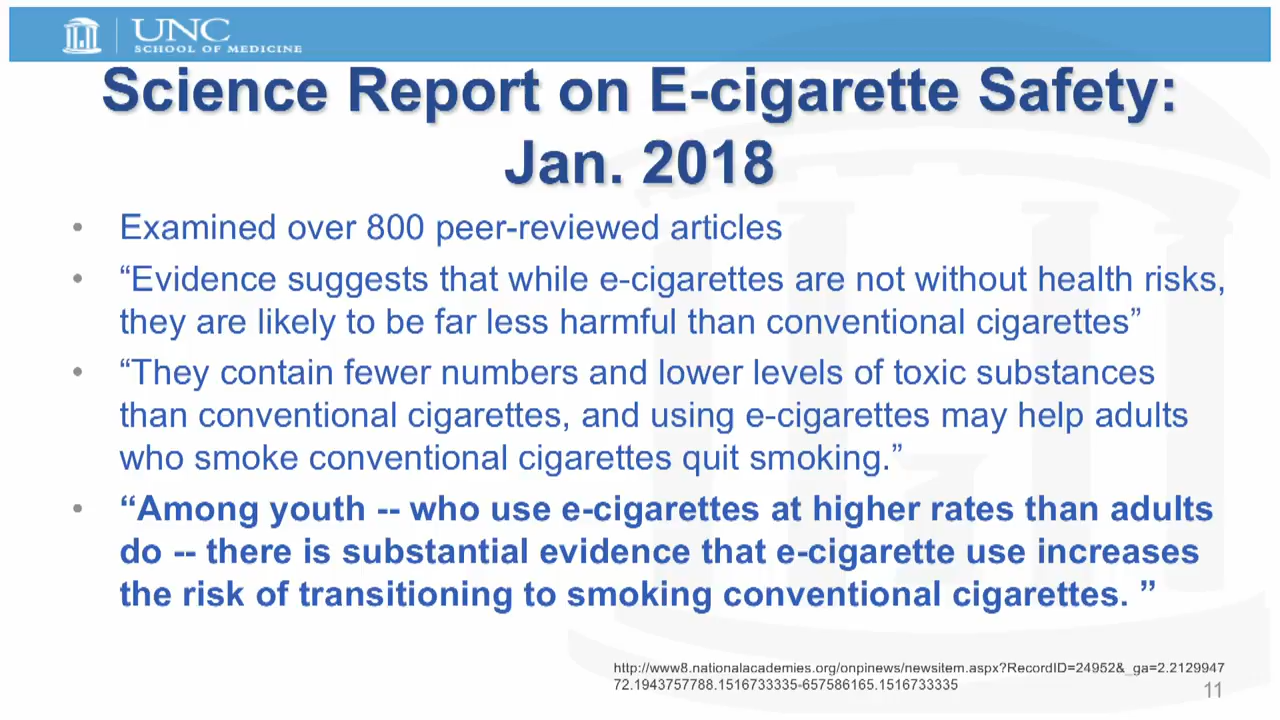 UNC
SCHOOL OF MEDICINE
Science Report on E-cigarette Safety:
Jan. 2018
• Examined over 800 peer-reviewed articles
• “Evidence suggests that while e-cigarettes are not without health risks,
they are likely to be far less harmful than conventional cigarettes”
• “They contain fewer numbers and lower levels of toxic substances
than conventional cigarettes, and using e-cigarettes may help adults
who smoke conventional cigarettes quit smoking.”
• “Among youth -- who use e-cigarettes at higher rates than adults
do -- there is substantial evidence that e-cigarette use increases
the risk of transitioning to smoking conventional cigarettes. ”
http://www8.nationalacademies.org/onpinews/newsitem.aspx?RecordID=24952&_ga=2.2129947
72.1943757788.1516733335-657586165.1516733335
11